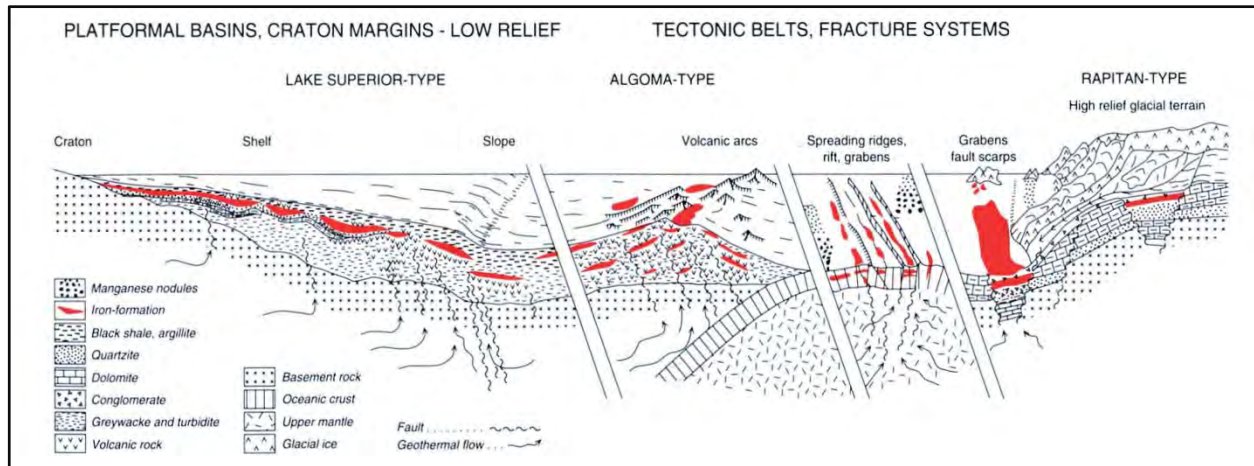 PLATFORMAL BASINS, CRATON MARGINS - LOW RELIEF
TECTONIC BELTS, FRACTURE SYSTEMS
LAKE SUPERIOR-TYPE
ALGOMA-TYPE
RAPITAN-TYPE
High relief glacial terrain
Craton
Shelf
Slope
Volcanic arcs
Spreading ridges,
rift, grabens
Grabens
fault scarps
Manganese nodules
Iron-formation
Black shale, argillite
Quartzite
Dolomite
Conglomerate
Greywacke and turbidite
Volcanic rock
Basement rock
Oceanic crust
Upper mantle
Glacial ice
Fault
Geothermal flow